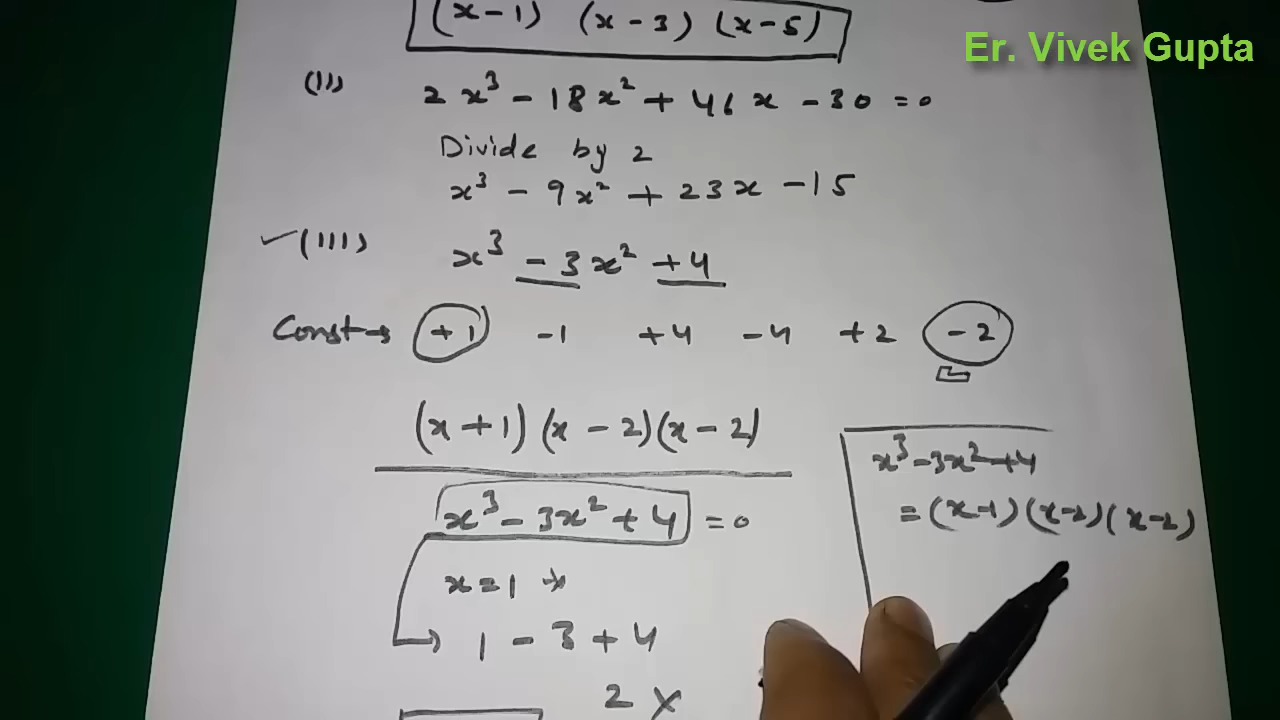 (x-1) (x-3) (x-5)
Er. Vivek Gupta
(II) 2x³ - 18x² + 46x - 30 = 0
Divide by 2
x³ - 9x² + 23x - 15
✓(III) x³ - 3x² + 4
Const→ +1 -1 +4 -4 +2 -2
(x+1)(x-2)(x-2)
x³ - 3x² + 4 = 0
x = 1 →
→ 1 - 3 + 4
2 ×
x³-3x²+4
= (x-1)(x-2)(x-2)